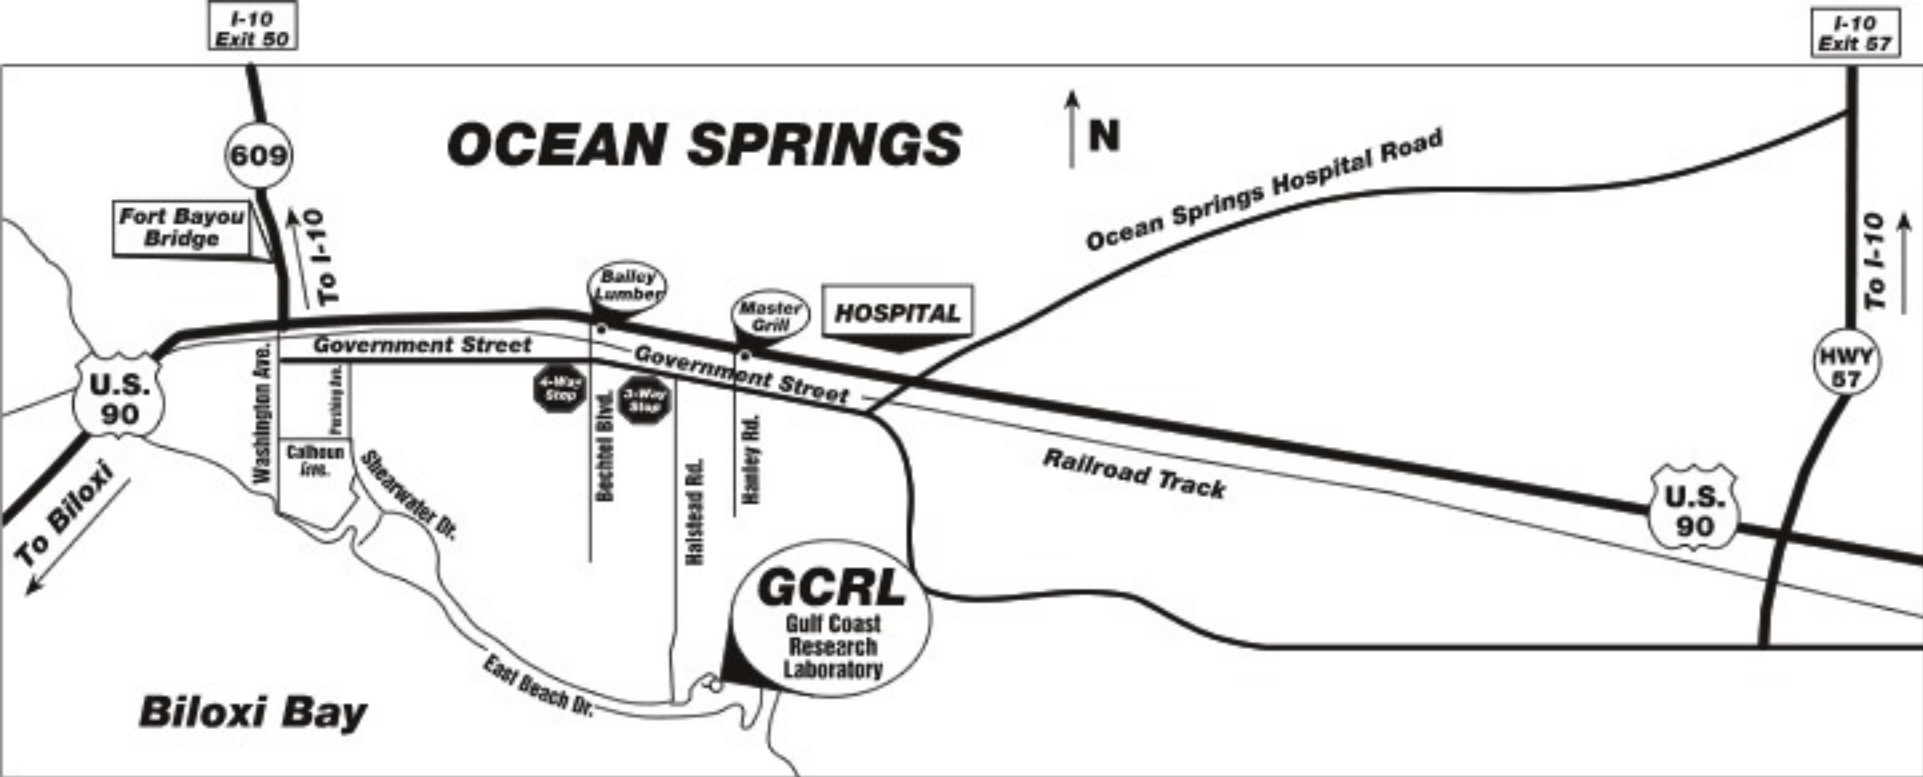 I-10
Exit 50
I-10
Exit 57
OCEAN SPRINGS
N
609
Fort Bayou
Bridge
To I-10
Ocean Springs Hospital Road
To I-10
Bailey
Lumber
Master
Grill
HOSPITAL
Government Street
Government Street
HWY
57
U.S.
90
Washington Ave.
Pershing Ave.
4-Way
Stop
3-Way
Stop
Bechtel Blvd.
Hanley Rd.
Halstead Rd.
Calhoun
Ave.
Shearwater Dr.
Railroad Track
U.S.
90
To Biloxi
GCRL
Gulf Coast
Research
Laboratory
East Beach Dr.
Biloxi Bay